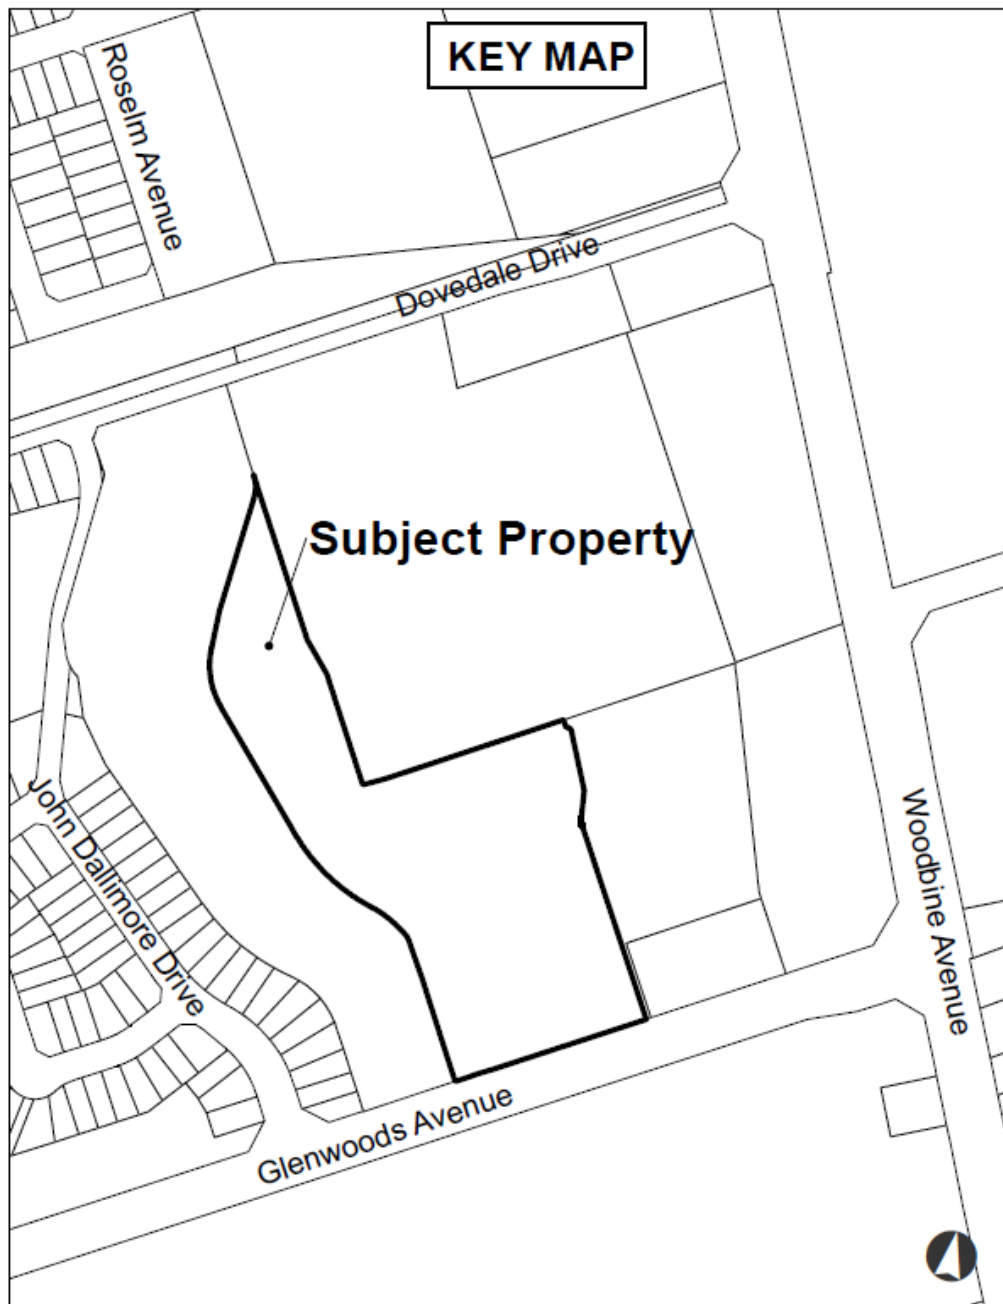 KEY MAP
Roselm Avenue
Dovedale Drive
Subject Property
John Dallimore Drive
Woodbine Avenue
Glenwoods Avenue